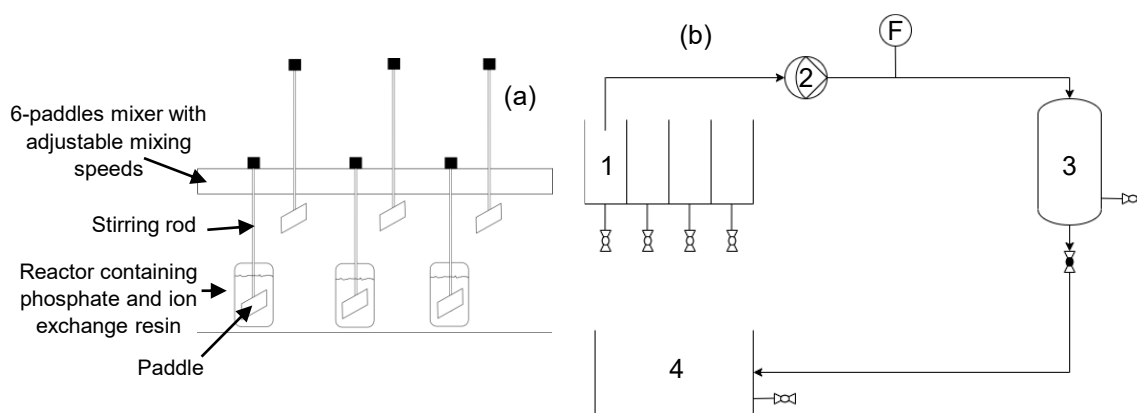 (a)
6-paddles mixer with
adjustable mixing
speeds
Stirring rod
Reactor containing
phosphate and ion
exchange resin
Paddle
(b)
F
2
1
3
4